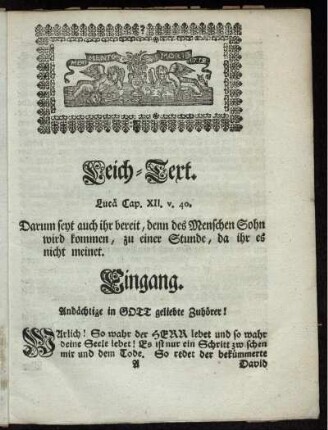 MEMENTO MORI
Leich-Text.
Lucä Cap. XII. v. 40.
Darum seyt auch ihr bereit, denn des Menschen Sohn
wird kommen, zu einer Stunde, da ihr es
nicht meinet.
Eingang.
Andächtige in GOTT geliebte Zuhörer!
WArlich! So wahr der HERR lebet und so wahr
deine Seele lebet! Es ist nur ein Schritt zwischen
mir und dem Tode. So redet der bekümmerte
A David